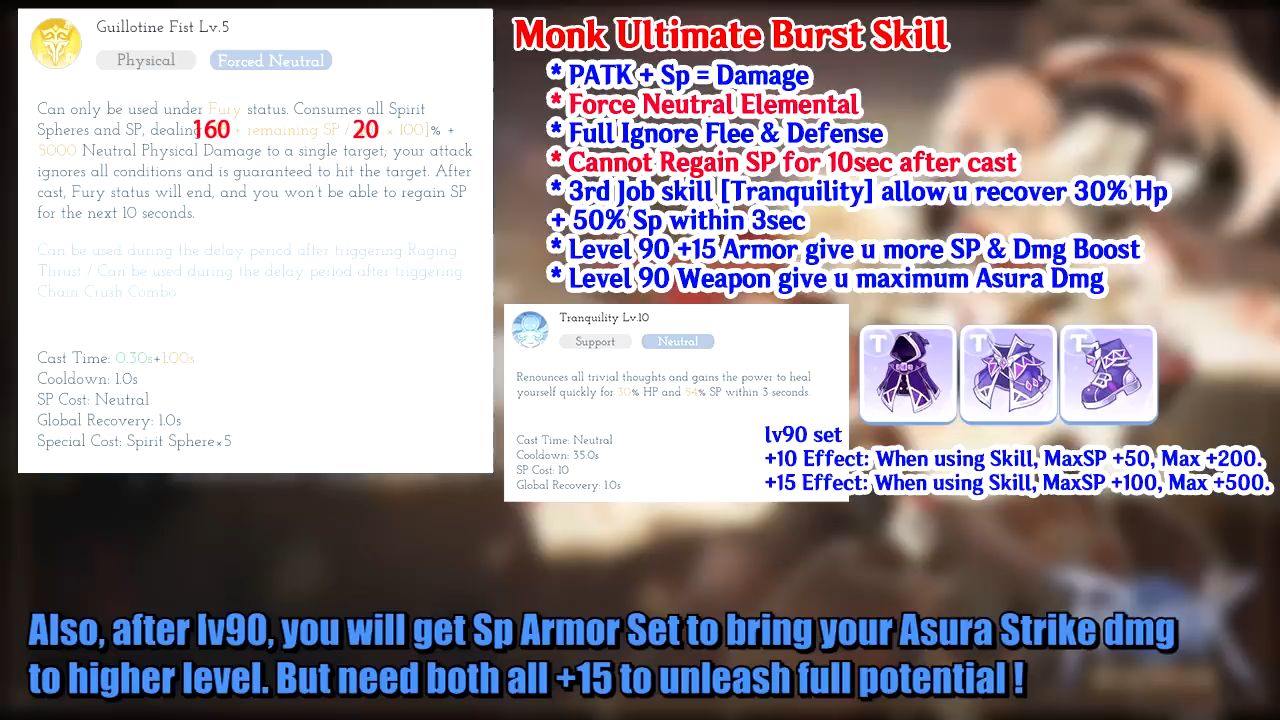 Guillotine Fist Lv.5
Physical
Forced Neutral
Can only be used under Fury status. Consumes all Spirit
Spheres and SP, dealing 160 + remaining SP / 20 × 100]% +
5000 Neutral Physical Damage to a single target; your attack
ignores all conditions and is guaranteed to hit the target. After
cast, Fury status will end, and you won't be able to regain SP
for the next 10 seconds.
Can be used during the delay period after triggering Raging
Thrust / Can be used during the delay period after triggering
Chain Crush Combo
Cast Time: 0.30s+1.00s
Cooldown: 1.0s
SP Cost: Neutral
Global Recovery: 1.0s
Special Cost: Spirit Sphere×5
Monk Ultimate Burst Skill
* PATK + Sp = Damage
* Force Neutral Elemental
* Full Ignore Flee & Defense
* Cannot Regain SP for 10sec after cast
* 3rd Job skill [Tranquility] allow u recover 30% Hp
+ 50% Sp within 3sec
* Level 90 +15 Armor give u more SP & Dmg Boost
* Level 90 Weapon give u maximum Asura Dmg
Tranquility Lv.10
Support
Neutral
Renounces all trivial thoughts and gains the power to heal
yourself quickly for 30% HP and 54% SP within 3 seconds.
Cast Time: Neutral
Cooldown: 35.0s
SP Cost: 10
Global Recovery: 1.0s
T
T
T
lv90 set
+10 Effect: When using Skill, MaxSP +50, Max +200.
+15 Effect: When using Skill, MaxSP +100, Max +500.
Also, after lv90, you will get Sp Armor Set to bring your Asura Strike dmg
to higher level. But need both all +15 to unleash full potential !